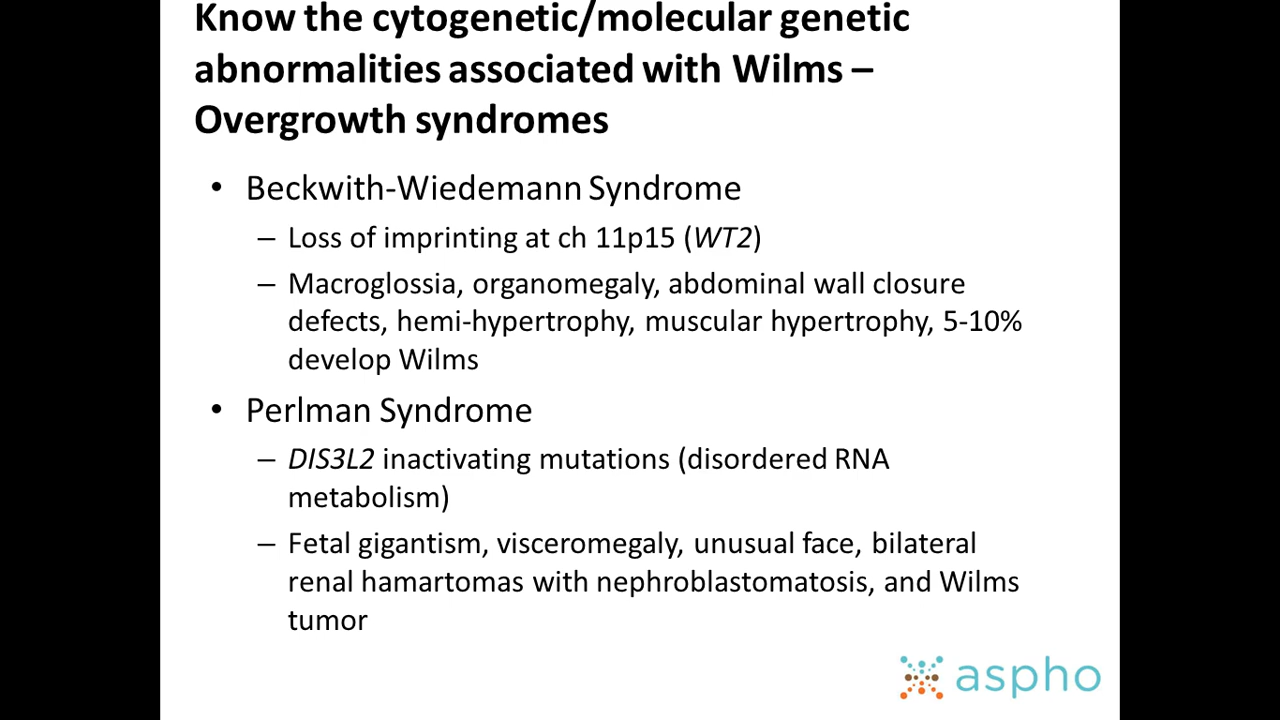 Know the cytogenetic/molecular genetic
abnormalities associated with Wilms –
Overgrowth syndromes
• Beckwith-Wiedemann Syndrome
– Loss of imprinting at ch 11p15 (WT2)
– Macroglossia, organomegaly, abdominal wall closure
defects, hemi-hypertrophy, muscular hypertrophy, 5-10%
develop Wilms
• Perlman Syndrome
– DIS3L2 inactivating mutations (disordered RNA
metabolism)
– Fetal gigantism, visceromegaly, unusual face, bilateral
renal hamartomas with nephroblastomatosis, and Wilms
tumor
aspho